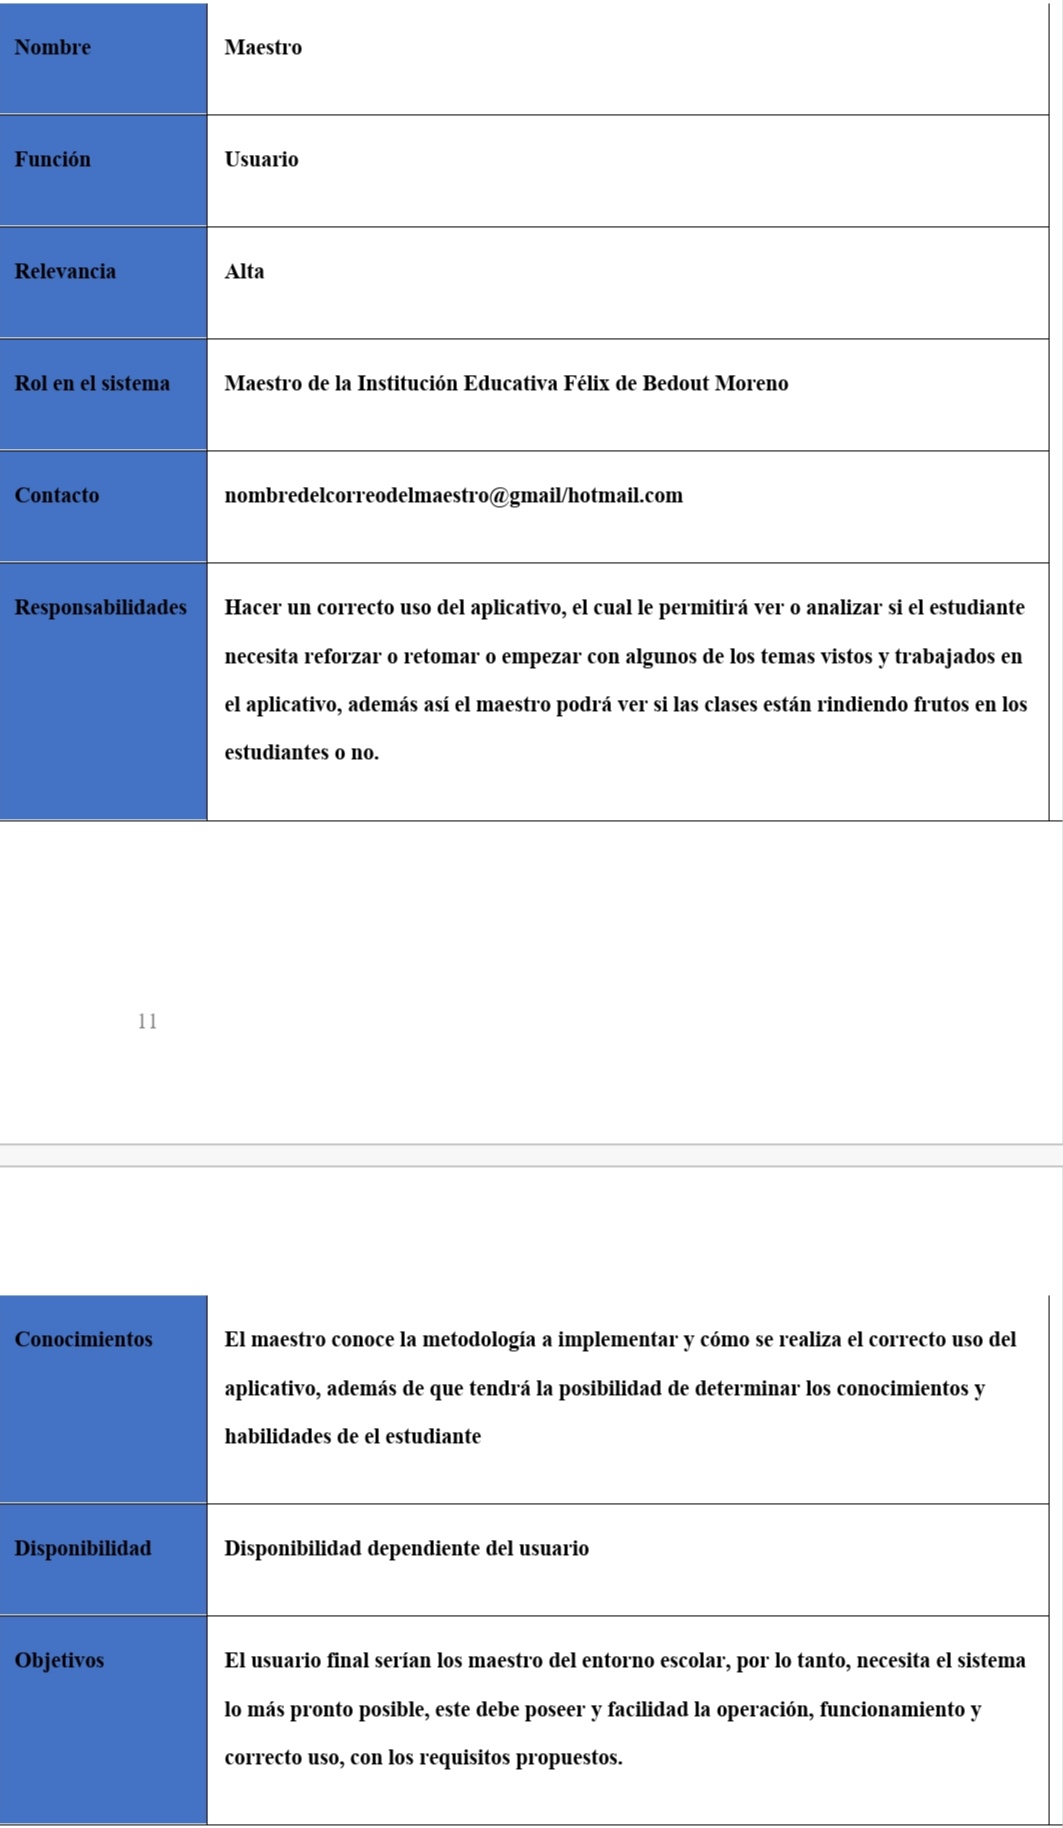 Nombre
Maestro
Función
Usuario
Relevancia
Alta
Rol en el sistema
Maestro de la Institución Educativa Félix de Bedout Moreno
Contacto
nombredelcorreodelmaestro@gmail/hotmail.com
Responsabilidades
Hacer un correcto uso del aplicativo, el cual le permitirá ver o analizar si el estudiante
necesita reforzar o retomar o empezar con algunos de los temas vistos y trabajados en
el aplicativo, además así el maestro podrá ver si las clases están rindiendo frutos en los
estudiantes o no.
11
Conocimientos
El maestro conoce la metodología a implementar y cómo se realiza el correcto uso del
aplicativo, además de que tendrá la posibilidad de determinar los conocimientos y
habilidades de el estudiante
Disponibilidad
Disponibilidad dependiente del usuario
Objetivos
El usuario final serían los maestro del entorno escolar, por lo tanto, necesita el sistema
lo más pronto posible, este debe poseer y facilidad la operación, funcionamiento y
correcto uso, con los requisitos propuestos.